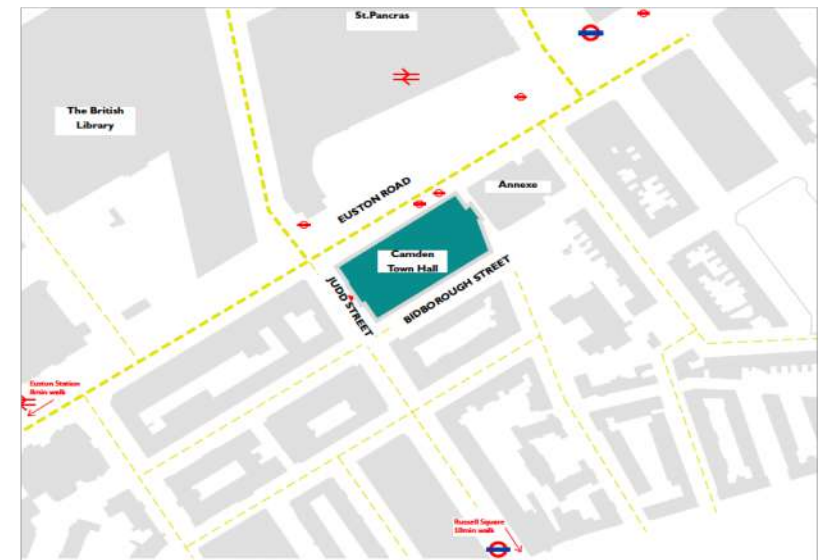 St.Pancras
The British
Library
EUSTON ROAD
Annexe
Camden
Town Hall
JUDD STREET
BIDBOROUGH STREET
Euston Station
8min walk
Russell Square
10min walk